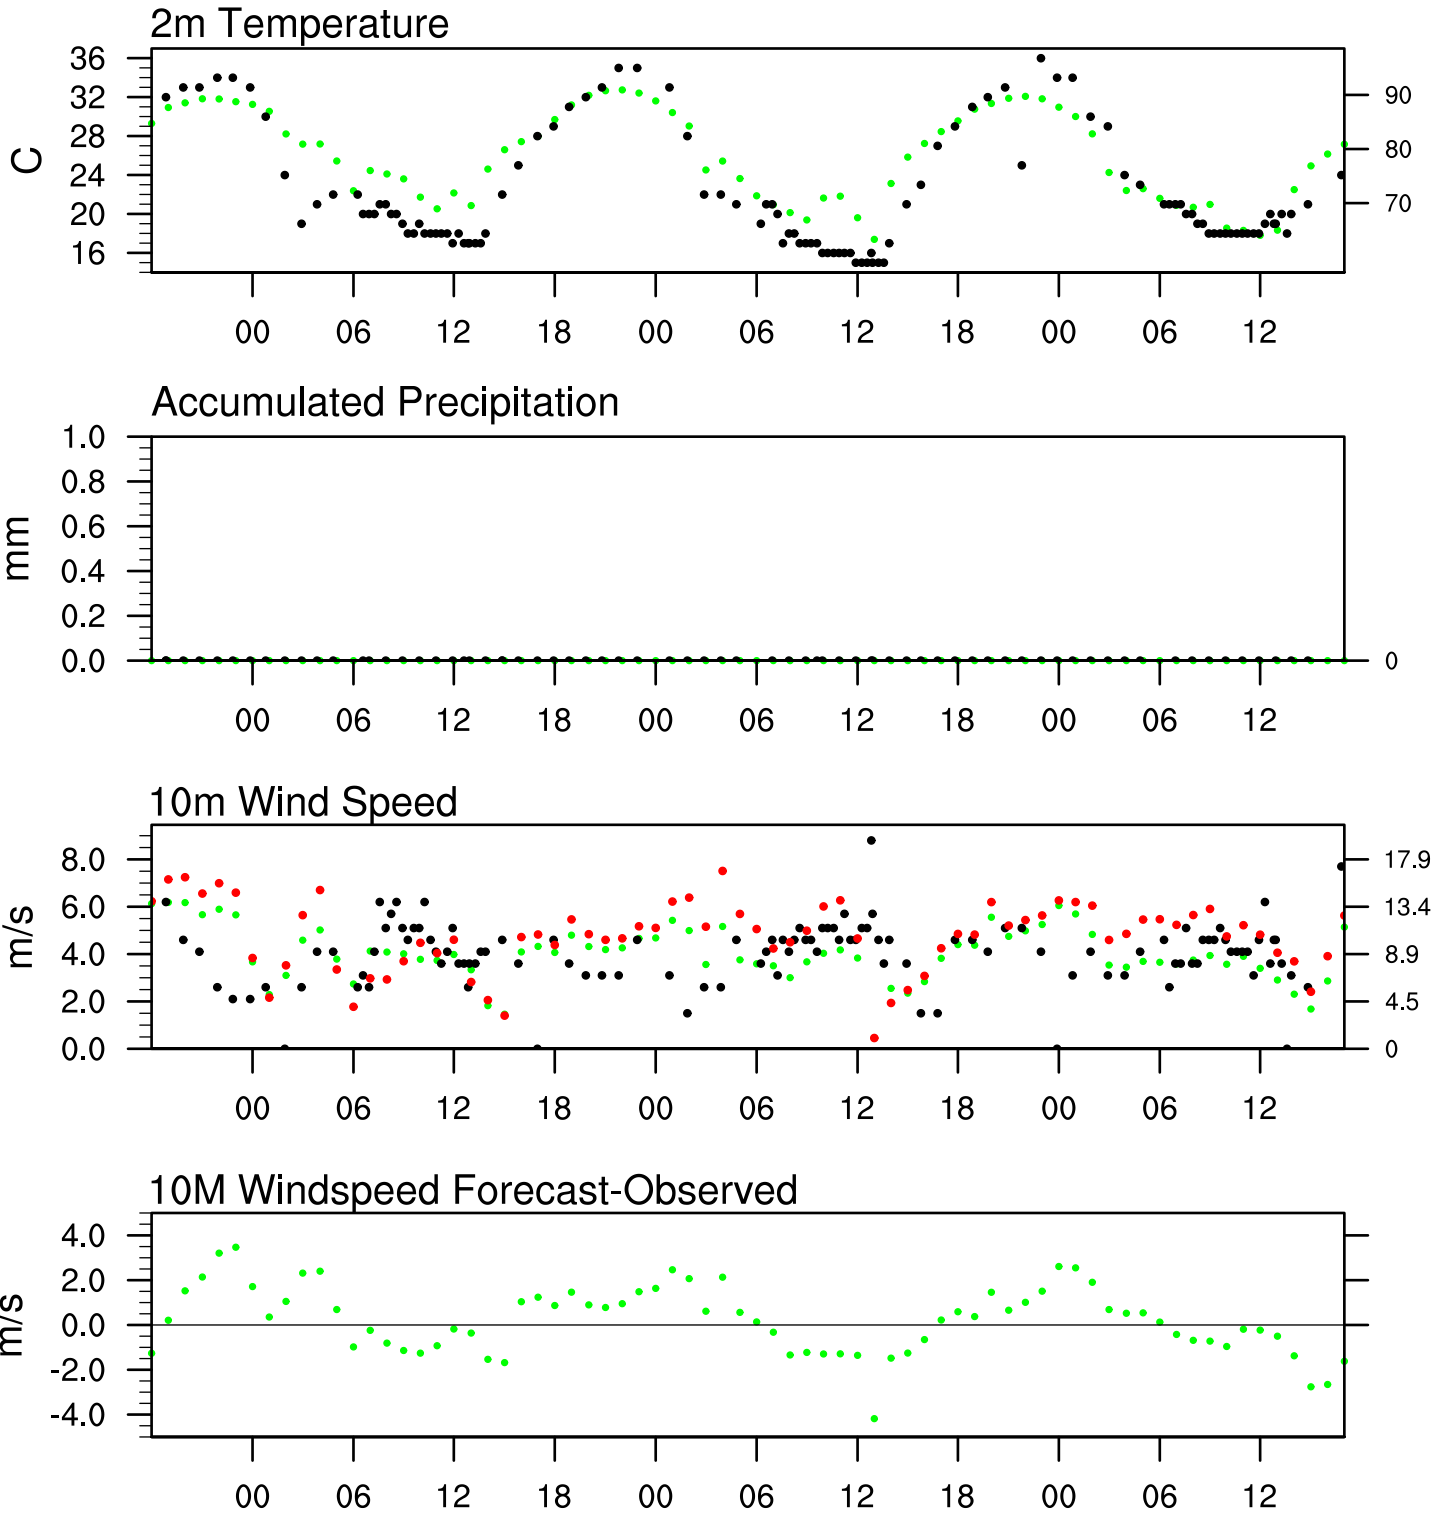 2m Temperature
36
32
28
24
20
16
C
90
80
70
00 06 12 18 00 06 12 18 00 06 12
Accumulated Precipitation
1.0
0.8
0.6
0.4
0.2
0.0
mm
0
00 06 12 18 00 06 12 18 00 06 12
10m Wind Speed
8.0
6.0
4.0
2.0
0.0
m/s
17.9
13.4
8.9
4.5
0
00 06 12 18 00 06 12 18 00 06 12
10M Windspeed Forecast-Observed
4.0
2.0
0.0
-2.0
-4.0
m/s
00 06 12 18 00 06 12 18 00 06 12